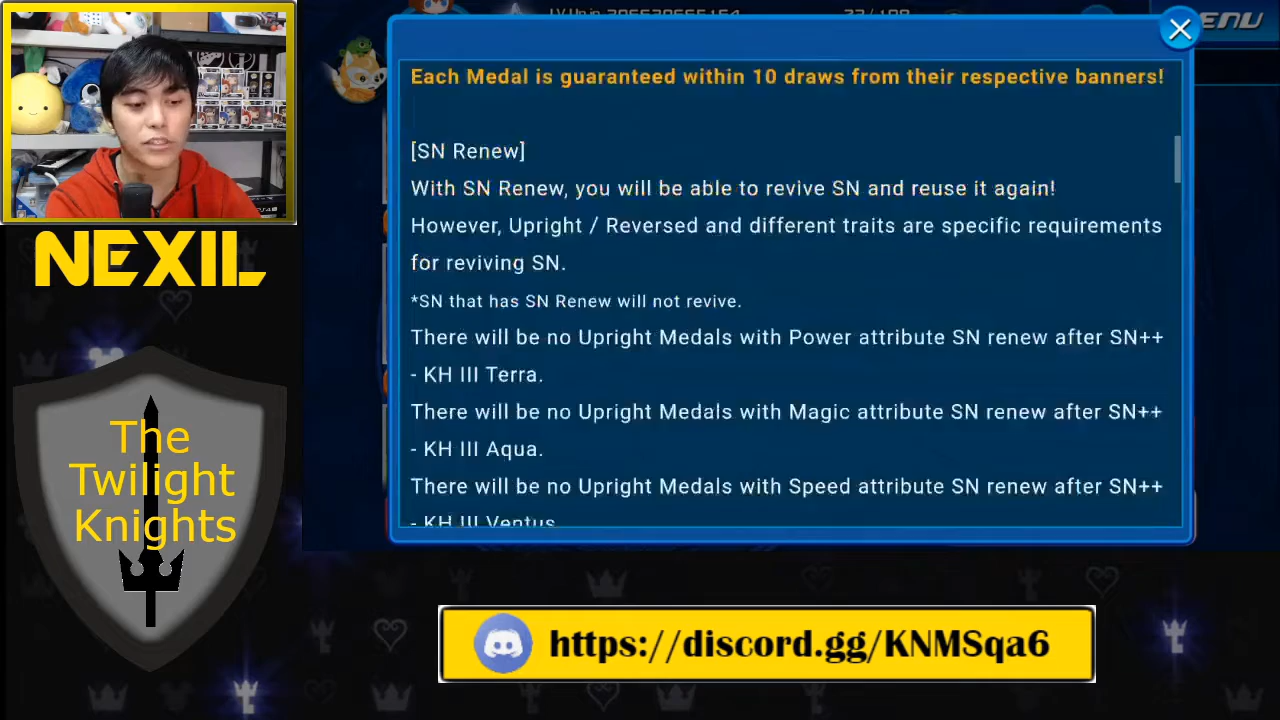 ENU
Each Medal is guaranteed within 10 draws from their respective banners!
[SN Renew]
With SN Renew, you will be able to revive SN and reuse it again!
However, Upright / Reversed and different traits are specific requirements
for reviving SN.
*SN that has SN Renew will not revive.
There will be no Upright Medals with Power attribute SN renew after SN++
- KH III Terra.
There will be no Upright Medals with Magic attribute SN renew after SN++
- KH III Aqua.
There will be no Upright Medals with Speed attribute SN renew after SN++
- KH III Ventus
NEXIL
The
Twilight
Knights
https://discord.gg/KNMSqa6